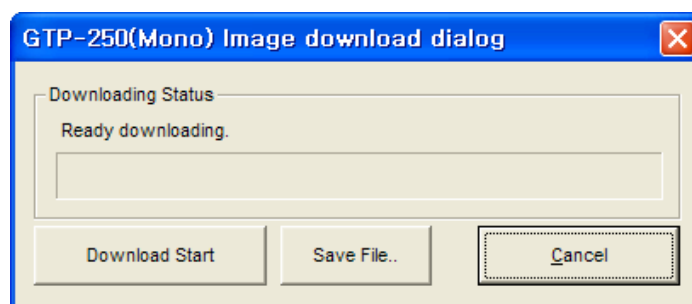 GTP-250(Mono) Image download dialog
Downloading Status
Ready downloading.
Download Start
Save File..
Cancel